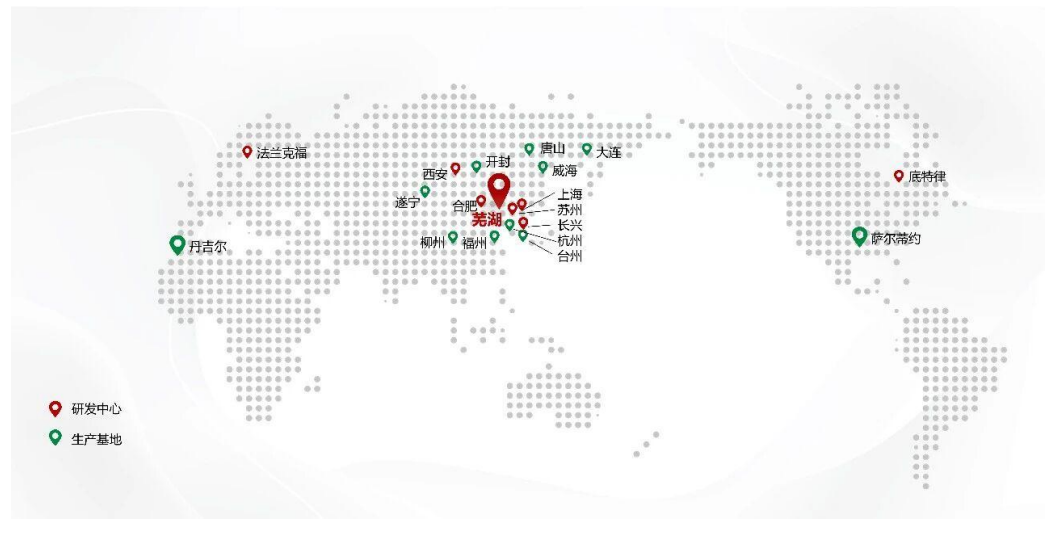 唐山
大连
法兰克福
开封
西安
威海
底特律
遂宁
合肥
上海
苏州
芜湖
长兴
杭州
台州
柳州
福州
丹吉尔
萨尔蒂约
研发中心
生产基地